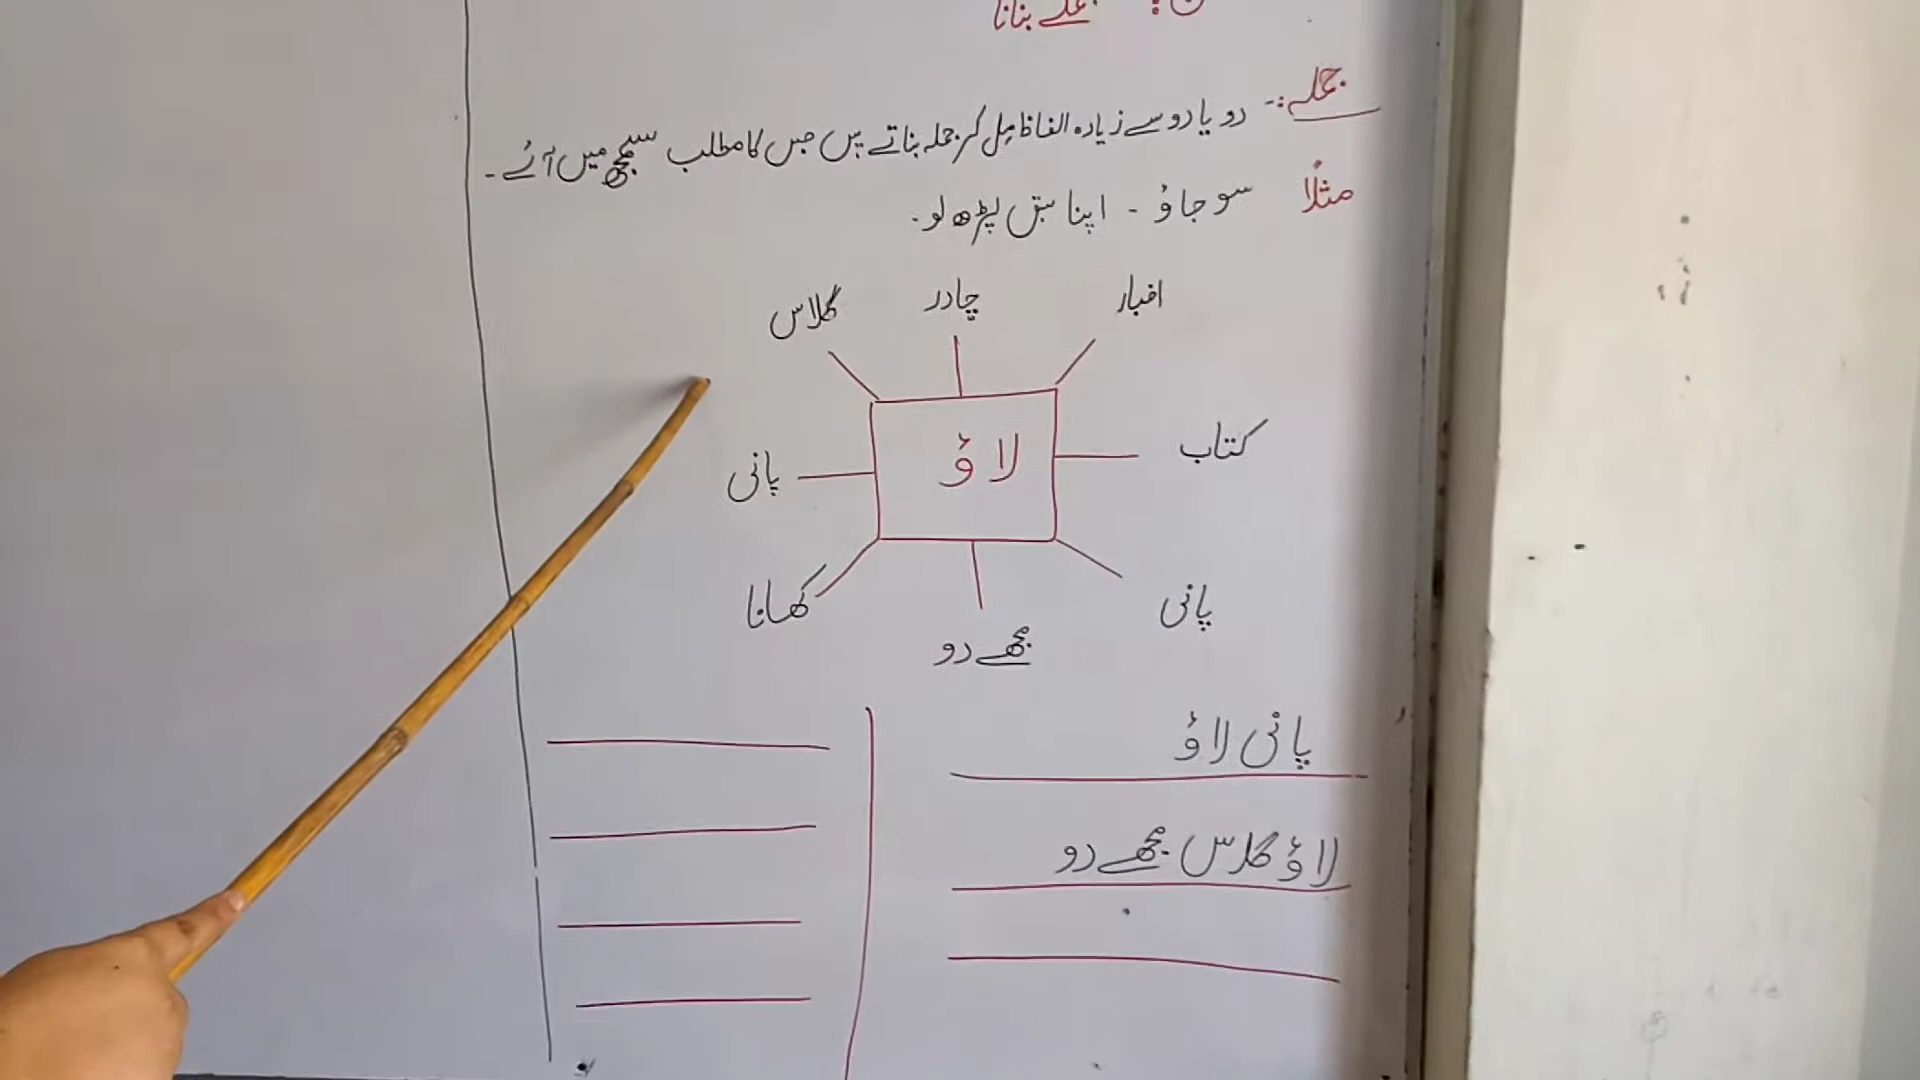 جملے بنانا
جملہ :- دو یا دو سے زیادہ الفاظ مِل کر جملہ بناتے ہیں جس کا مطلب سمجھ میں آئے -
مثلاً سو جاؤ - اپنا سبق پڑھ لو -
اخبار
چادر
گلاس
کتاب
لاؤ
پانی
پانی
مجھے دو
کھانا
پانی لاؤ
لاؤ گلاس مجھے دو